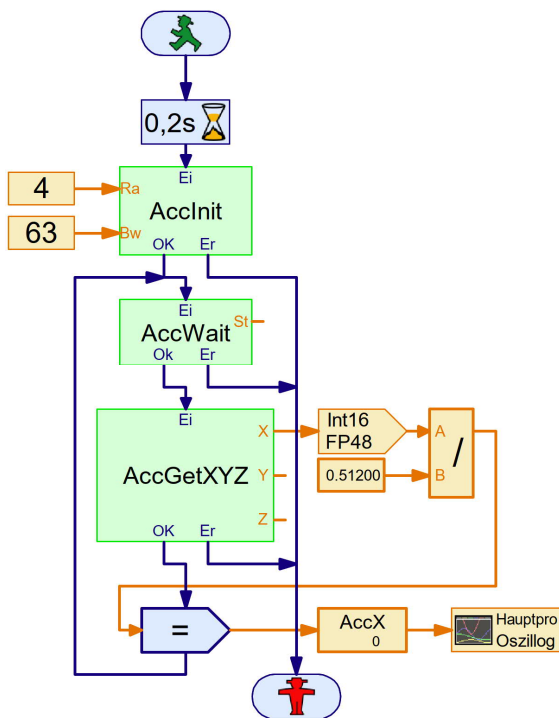 0,2s
Ei
4
Ra
AccInit
63
Bw
OK Er
Ei
St
AccWait
Ok Er
Ei
X
Int16
FP48
A
/
AccGetXYZ
Y
0.51200
B
Z
OK Er
=
AccX
0
Hauptpro
Oszillog